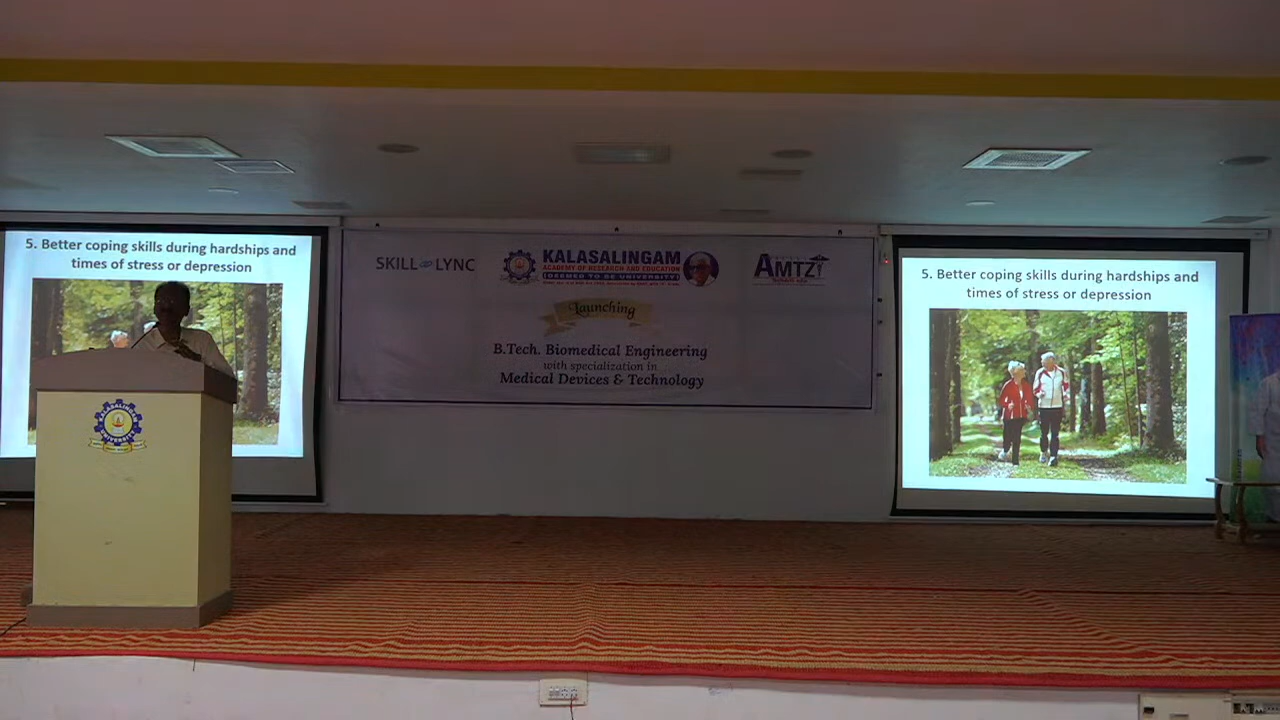 5. Better coping skills during hardships and
times of stress or depression
SKILL LYNC
KALASALINGAM
ACADEMY OF RESEARCH AND EDUCATION
(DEEMED TO BE UNIVERSITY)
AMTZ
Launching
B.Tech. Biomedical Engineering
with specialization in
Medical Devices & Technology
5. Better coping skills during hardships and
times of stress or depression
KALASALINGAM
UNIVERSITY